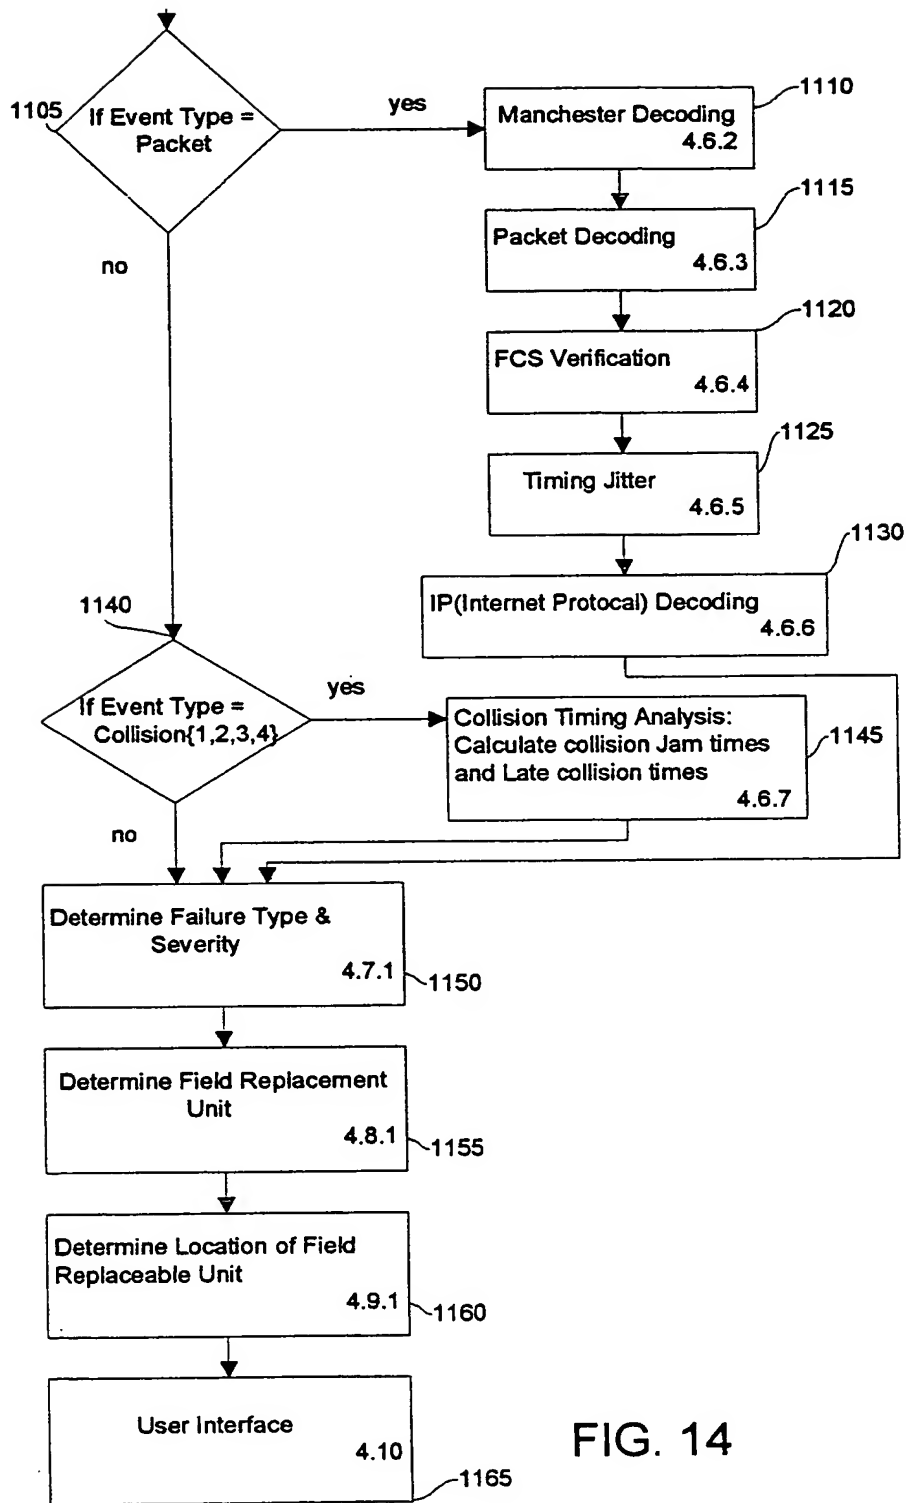 1105
If Event Type =
Packet
yes
no
1110
Manchester Decoding
4.6.2
1115
Packet Decoding
4.6.3
1120
FCS Verification
4.6.4
1125
Timing Jitter
4.6.5
1130
IP(Internet Protocal) Decoding
4.6.6
1140
If Event Type =
Collision{1,2,3,4}
yes
no
Collision Timing Analysis:
Calculate collision Jam times
and Late collision times
4.6.7
1145
Determine Failure Type &
Severity
4.7.1
1150
Determine Field Replacement
Unit
4.8.1
1155
Determine Location of Field
Replaceable Unit
4.9.1
1160
User Interface
4.10
1165
FIG. 14